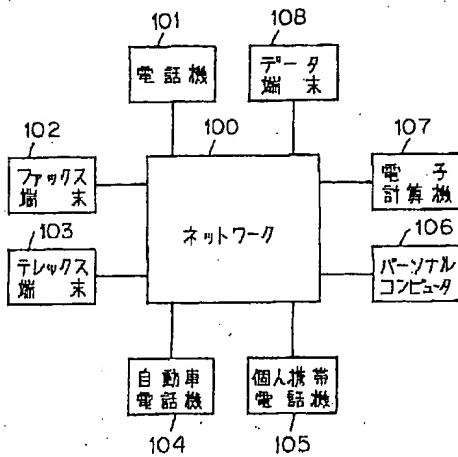 101
電話機
108
データ
端末
102
ファックス
端末
100
ネットワーク
107
電子
計算機
103
テレックス
端末
106
パーソナル
コンピュータ
自動車
電話機
104
個人携帯
電話機
105